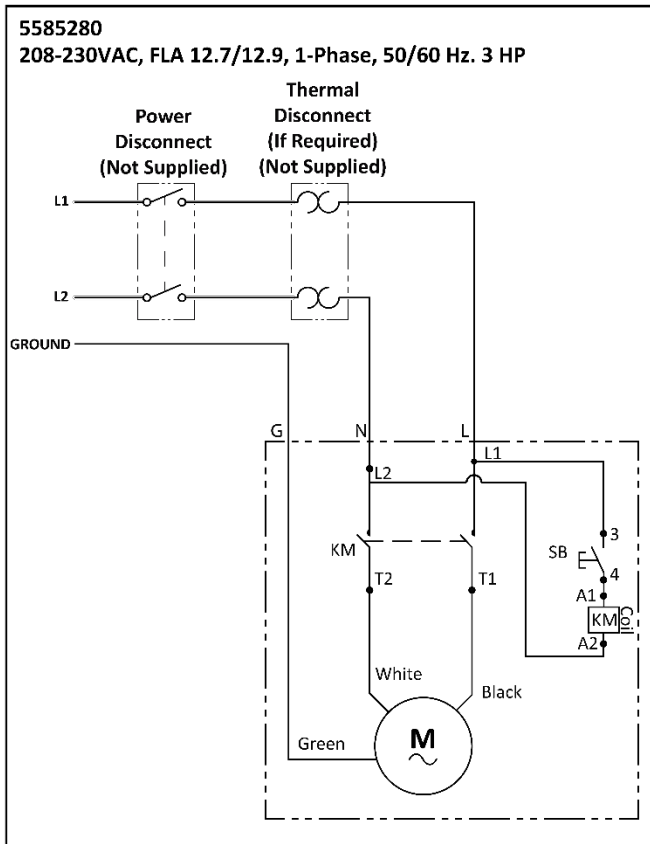 5585280
208-230VAC, FLA 12.7/12.9, 1-Phase, 50/60 Hz. 3 HP
Power
Disconnect
(Not Supplied)
Thermal
Disconnect
(If Required)
(Not Supplied)
L1
L2
GROUND
G
N
L
L1
L2
3
KM
SB
4
T2
T1
A1
KM
Coil
A2
White
Black
Green
M